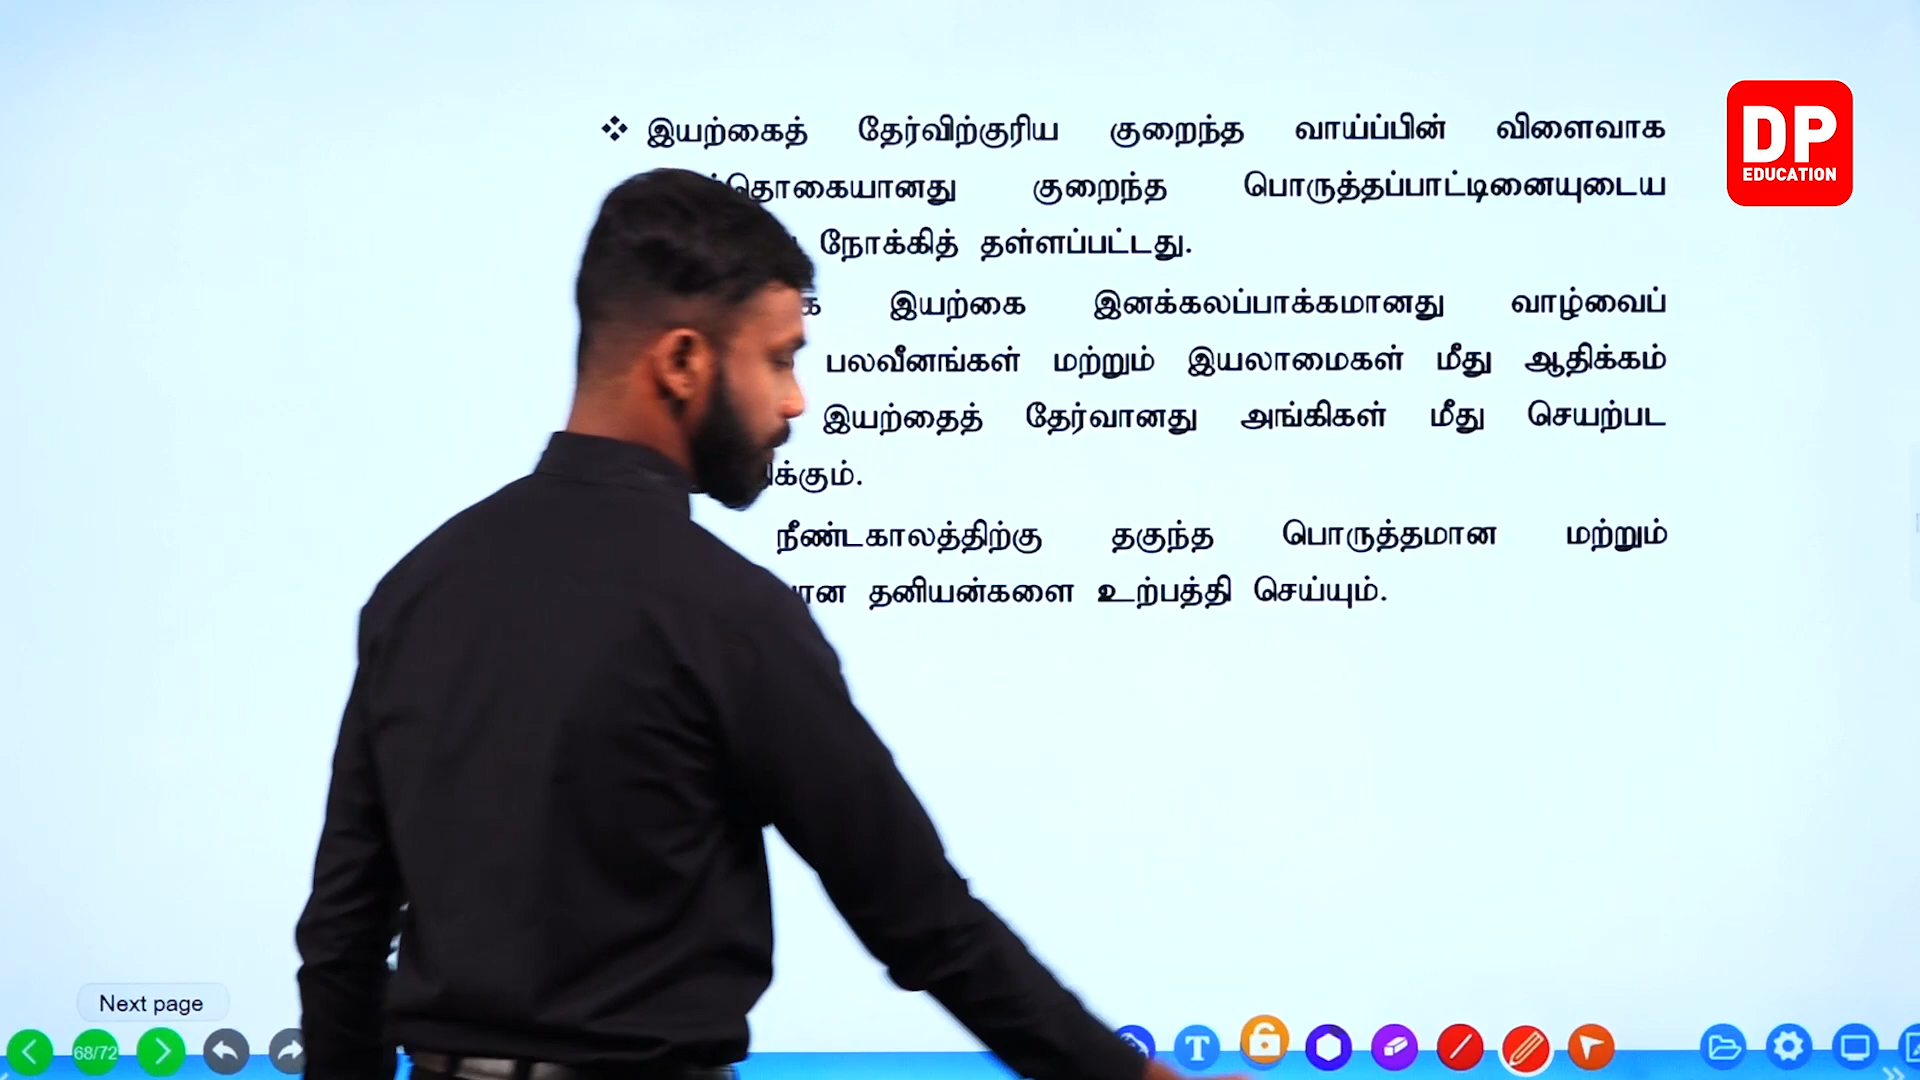 ❖ இயற்கைத் தேர்விற்குரிய குறைந்த வாய்ப்பின் விளைவாக
குறைந்த பொருத்தப்பாட்டினையுடைய
நோக்கித் தள்ளப்பட்டது.
இயற்கை இனக்கலப்பாக்கமானது வாழ்வைப்
பலவீனங்கள் மற்றும் இயலாமைகள் மீது ஆதிக்கம்
இயற்தைத் தேர்வானது அங்கிகள் மீது செயற்பட
நீண்டகாலத்திற்கு தகுந்த பொருத்தமான மற்றும்
தனியன்களை உற்பத்தி செய்யும்.
DP
EDUCATION
Next page
68/72
T